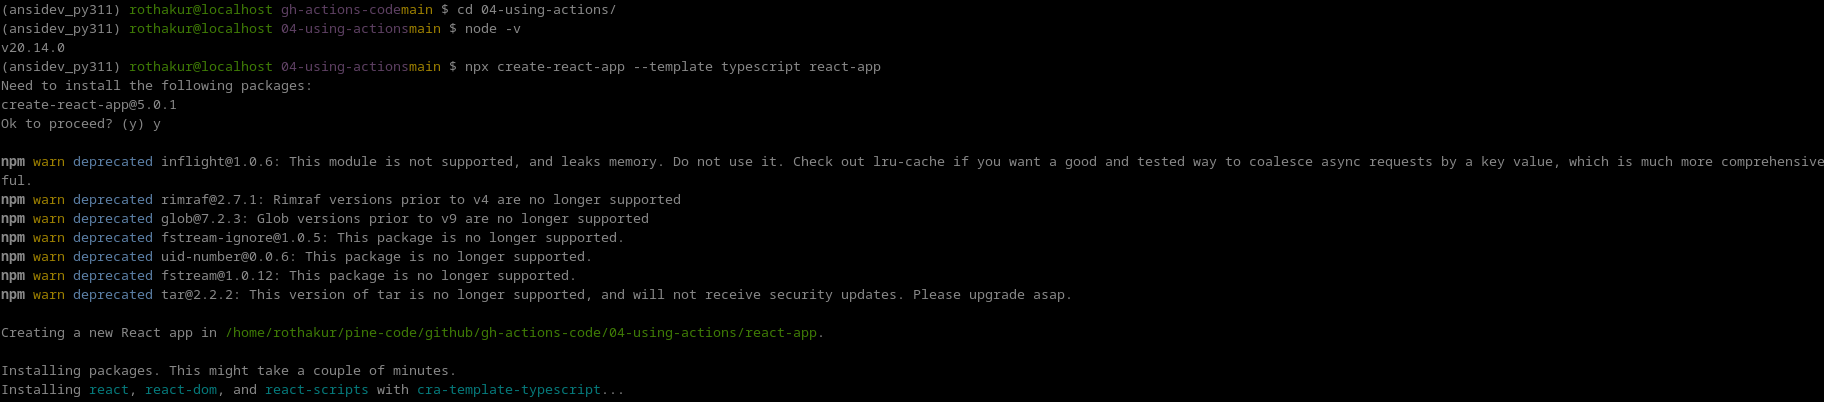 (ansidev_py311) rothakur@localhost gh-actions-codemain $ cd 04-using-actions/
(ansidev_py311) rothakur@localhost 04-using-actionsmain $ node -v
v20.14.0
(ansidev_py311) rothakur@localhost 04-using-actionsmain $ npx create-react-app --template typescript react-app
Need to install the following packages:
create-react-app@5.0.1
Ok to proceed? (y) y
npm warn deprecated inflight@1.0.6: This module is not supported, and leaks memory. Do not use it. Check out lru-cache if you want a good and tested way to coalesce async requests by a key value, which is much more comprehensive
ful.
npm warn deprecated rimraf@2.7.1: Rimraf versions prior to v4 are no longer supported
npm warn deprecated glob@7.2.3: Glob versions prior to v9 are no longer supported
npm warn deprecated fstream-ignore@1.0.5: This package is no longer supported.
npm warn deprecated uid-number@0.0.6: This package is no longer supported.
npm warn deprecated fstream@1.0.12: This package is no longer supported.
npm warn deprecated tar@2.2.2: This version of tar is no longer supported, and will not receive security updates. Please upgrade asap.
Creating a new React app in /home/rothakur/pine-code/github/gh-actions-code/04-using-actions/react-app.
Installing packages. This might take a couple of minutes.
Installing react, react-dom, and react-scripts with cra-template-typescript...